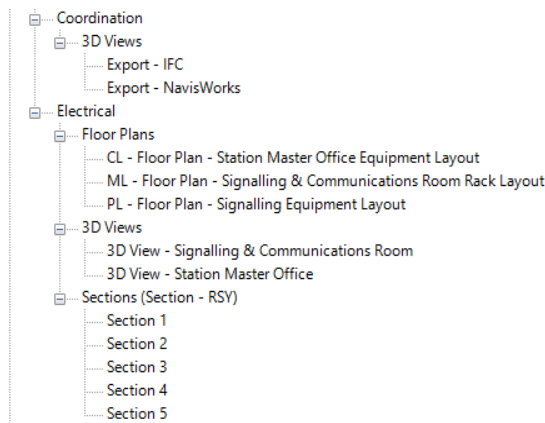 Coordination
3D Views
Export - IFC
Export - NavisWorks
Electrical
Floor Plans
CL - Floor Plan - Station Master Office Equipment Layout
ML - Floor Plan - Signalling & Communications Room Rack Layout
PL - Floor Plan - Signalling Equipment Layout
3D Views
3D View - Signalling & Communications Room
3D View - Station Master Office
Sections (Section - RSY)
Section 1
Section 2
Section 3
Section 4
Section 5